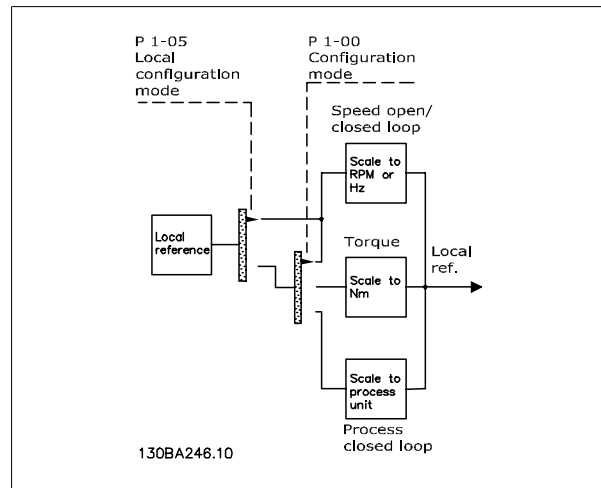 P 1-05
Local
configuration
mode
P 1-00
Configuration
mode
Speed open/
closed loop
Scale to
RPM or
Hz
Local
reference
Torque
Scale to
Nm
Local
ref.
Scale to
process
unit
Process
closed loop
130BA246.10